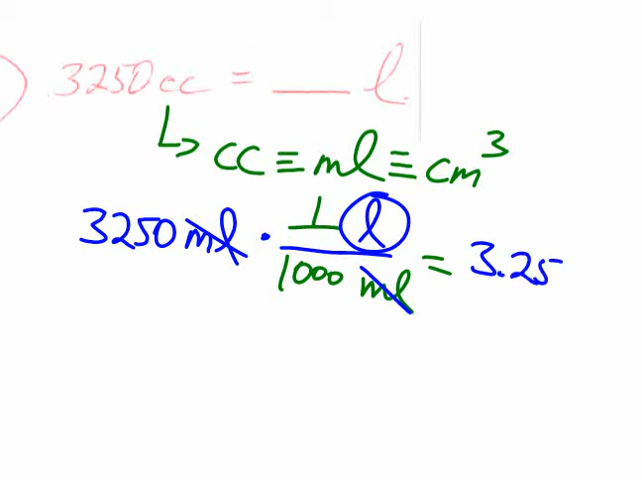 ) 3250cc = ___ l
↳ cc ≡ ml ≡ cm³
3250 ml · 1 l / 1000 ml = 3.25